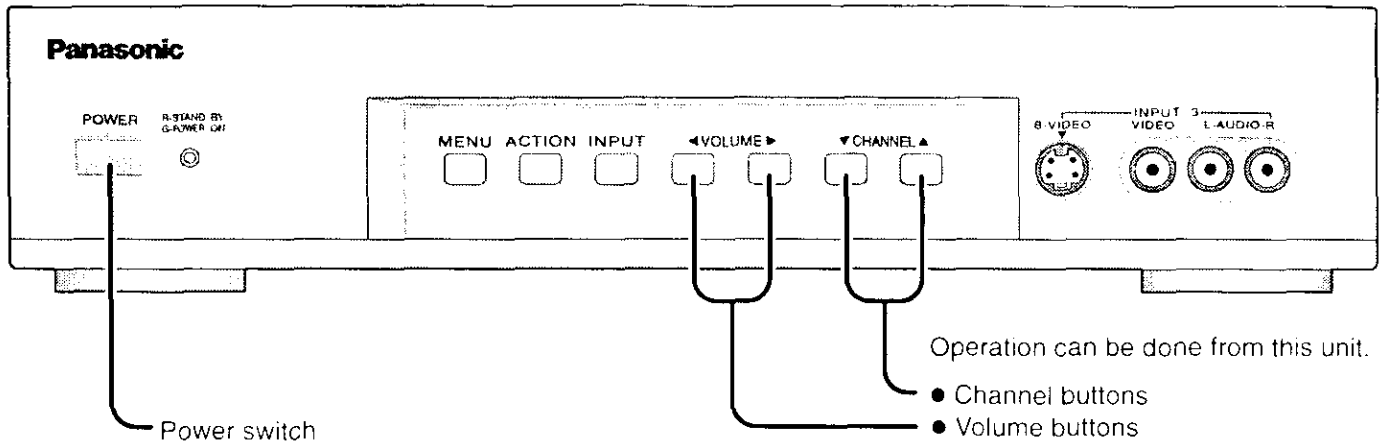 Panasonic
POWER
R-STAND BY
G-POWER ON
MENU ACTION INPUT ◄VOLUME► ▼CHANNEL▲
INPUT 3
S-VIDEO VIDEO L-AUDIO-R
Operation can be done from this unit.
● Channel buttons
● Volume buttons
Power switch